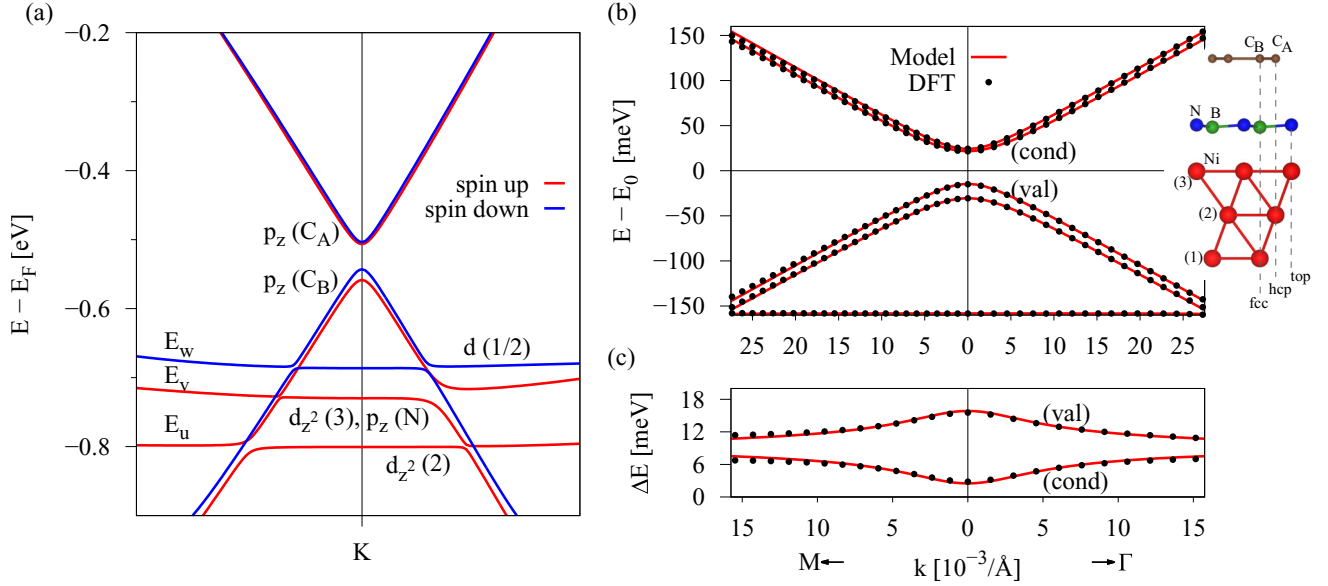 (a)
−0.2
−0.4
−0.6
−0.8
E − E_F [eV]
spin up
spin down
p_z (C_A)
p_z (C_B)
E_w
E_v
E_u
d (1/2)
d_z² (3), p_z (N)
d_z² (2)
K
(b)
150
100
50
0
−50
−100
−150
E − E_0 [meV]
Model
DFT
(cond)
(val)
25 20 15 10 5 0 5 10 15 20 25
C_B C_A
N B
Ni
(3)
(2)
(1)
fcc
hcp
top
(c)
18
12
6
0
ΔE [meV]
(val)
(cond)
15 10 5 0 5 10 15
M← k [10⁻³/Å] →Γ